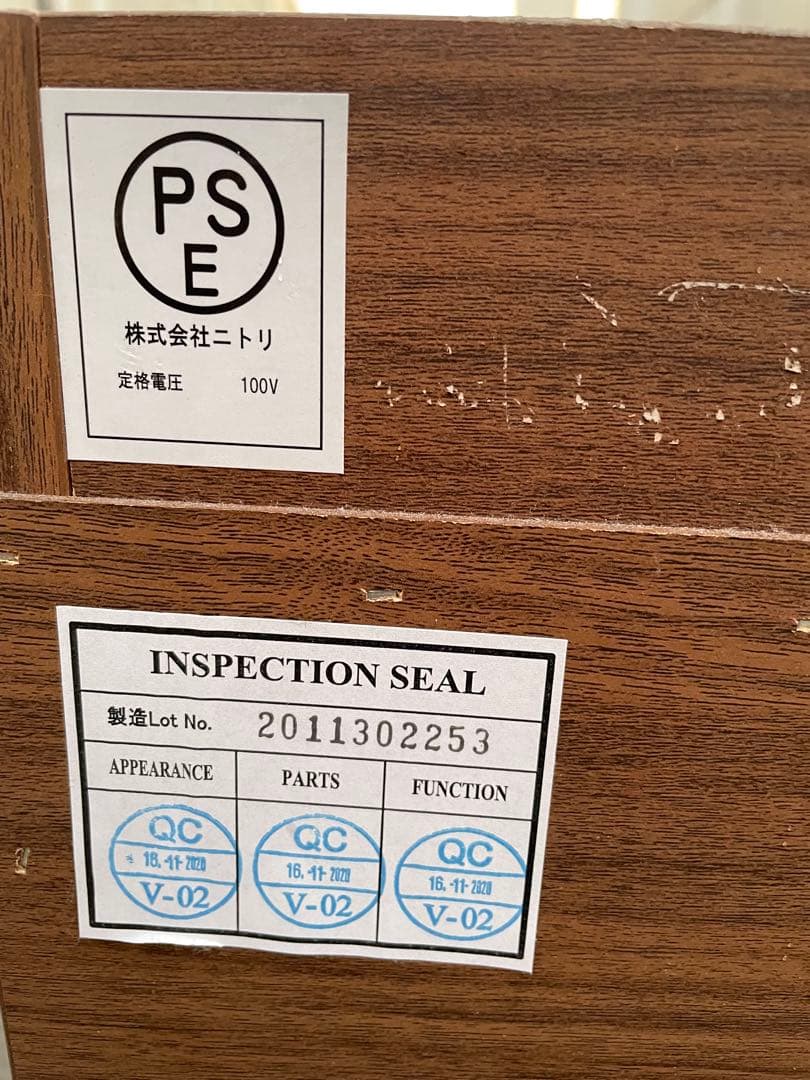 PS
E
株式会社ニトリ
定格電圧 100V
INSPECTION SEAL
製造Lot No. 2011302253
APPEARANCE PARTS FUNCTION
QC QC QC
16.-11-2020 16.-11-2020 16.-11-2020
V-02 V-02 V-02